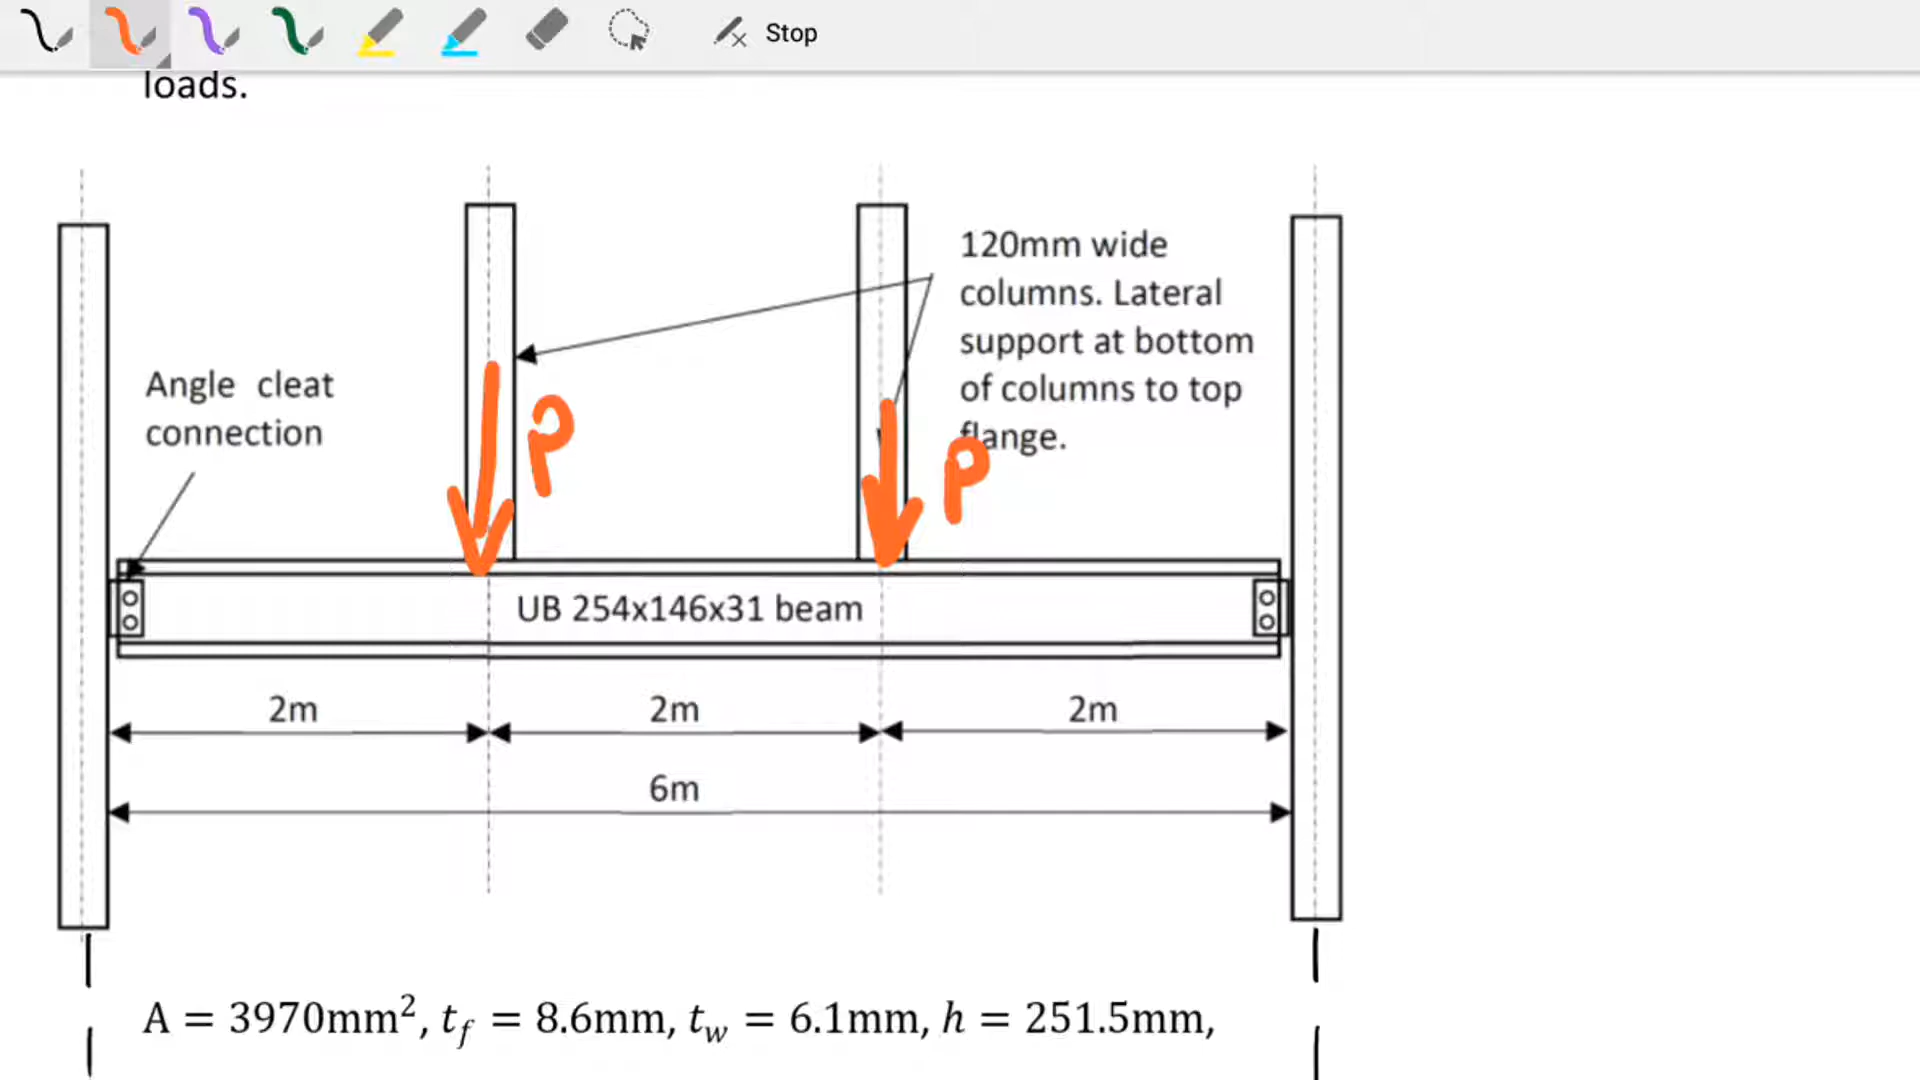 Stop
loads.
120mm wide
columns. Lateral
support at bottom
of columns to top
flange.
Angle cleat
connection
P
P
UB 254x146x31 beam
2m
2m
2m
6m
A = 3970mm², t_f = 8.6mm, t_w = 6.1mm, h = 251.5mm,